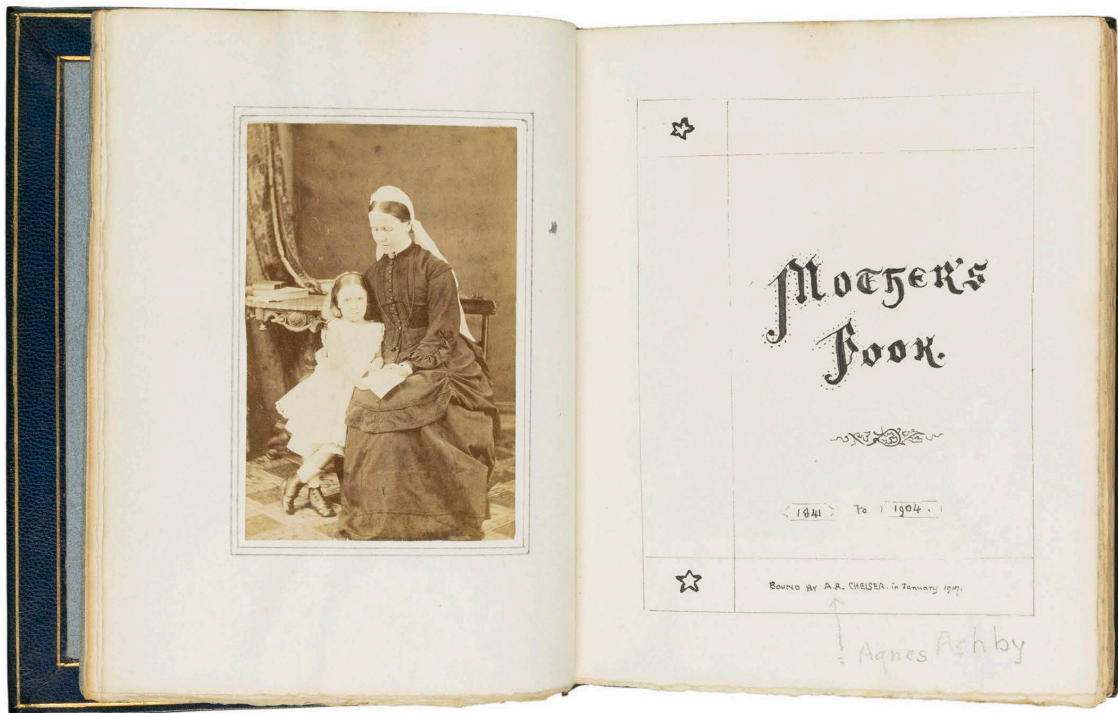 Mother's
Book.
1841 To 1904.
BOUND BY A.A. CHELSEA. in January 1907.
= Agnes Ashby